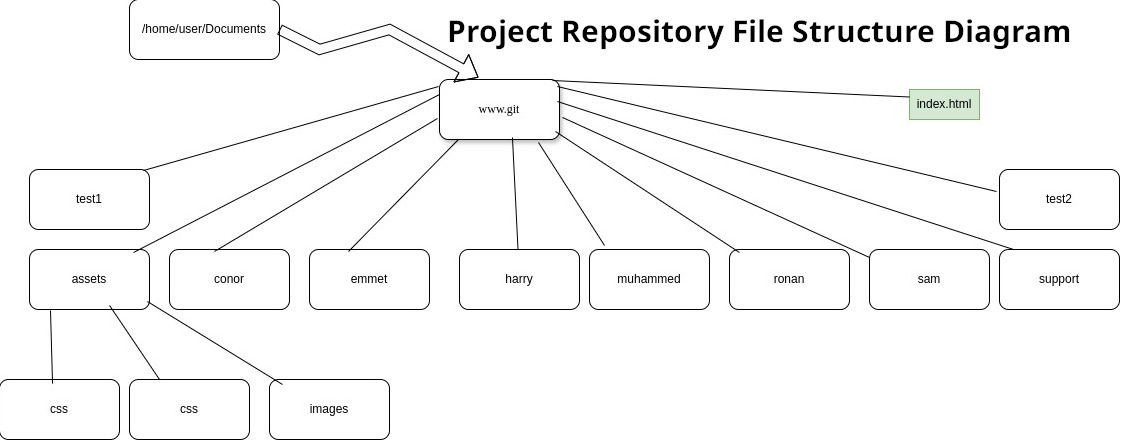 /home/user/Documents
Project Repository File Structure Diagram
www.git
index.html
test1
test2
assets
conor
emmet
harry
muhammed
ronan
sam
support
css
css
images